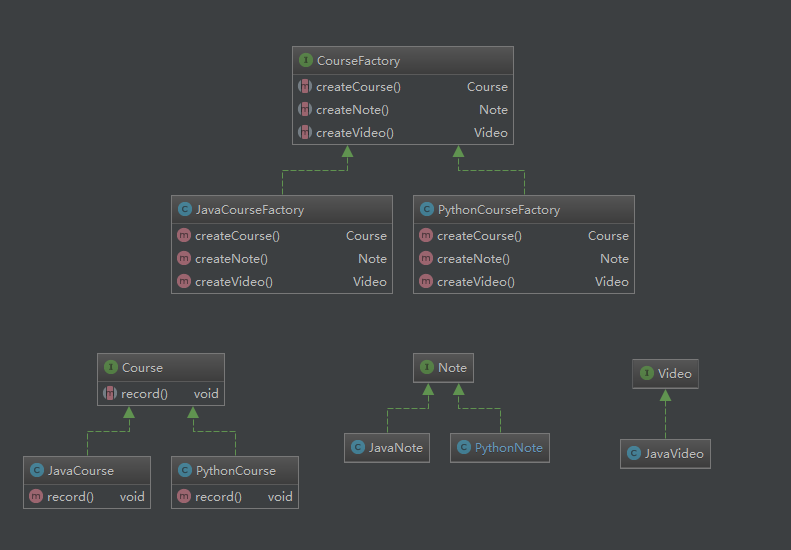 CourseFactory
createCourse() Course
createNote() Note
createVideo() Video
JavaCourseFactory
createCourse() Course
createNote() Note
createVideo() Video
PythonCourseFactory
createCourse() Course
createNote() Note
createVideo() Video
Course
record() void
JavaCourse
record() void
PythonCourse
record() void
Note
JavaNote
PythonNote
Video
JavaVideo